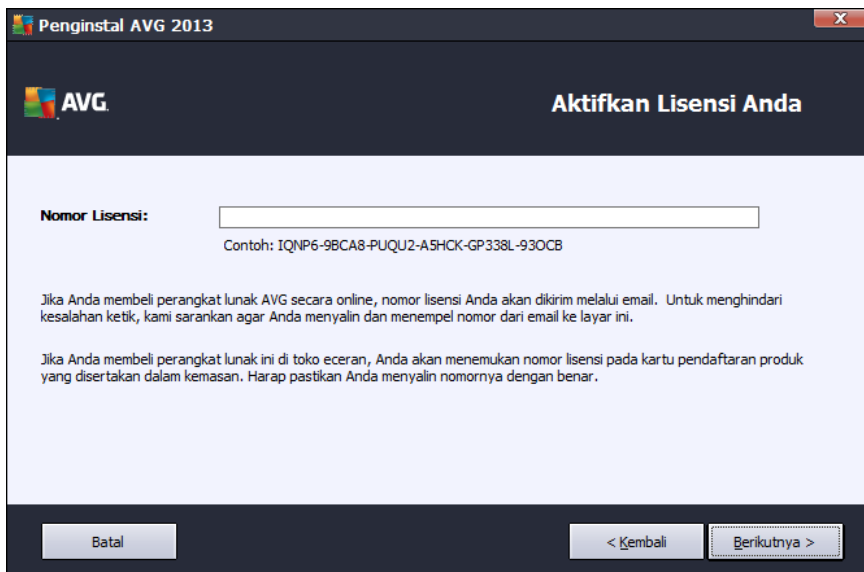 Penginstal AVG 2013
AVG.
Aktifkan Lisensi Anda
Nomor Lisensi:
Contoh: IQNP6-9BCA8-PUQU2-A5HCK-GP338L-93OCB
Jika Anda membeli perangkat lunak AVG secara online, nomor lisensi Anda akan dikirim melalui email.  Untuk menghindari
kesalahan ketik, kami sarankan agar Anda menyalin dan menempel nomor dari email ke layar ini.
Jika Anda membeli perangkat lunak ini di toko eceran, Anda akan menemukan nomor lisensi pada kartu pendaftaran produk
yang disertakan dalam kemasan. Harap pastikan Anda menyalin nomornya dengan benar.
Batal
< Kembali
Berikutnya >